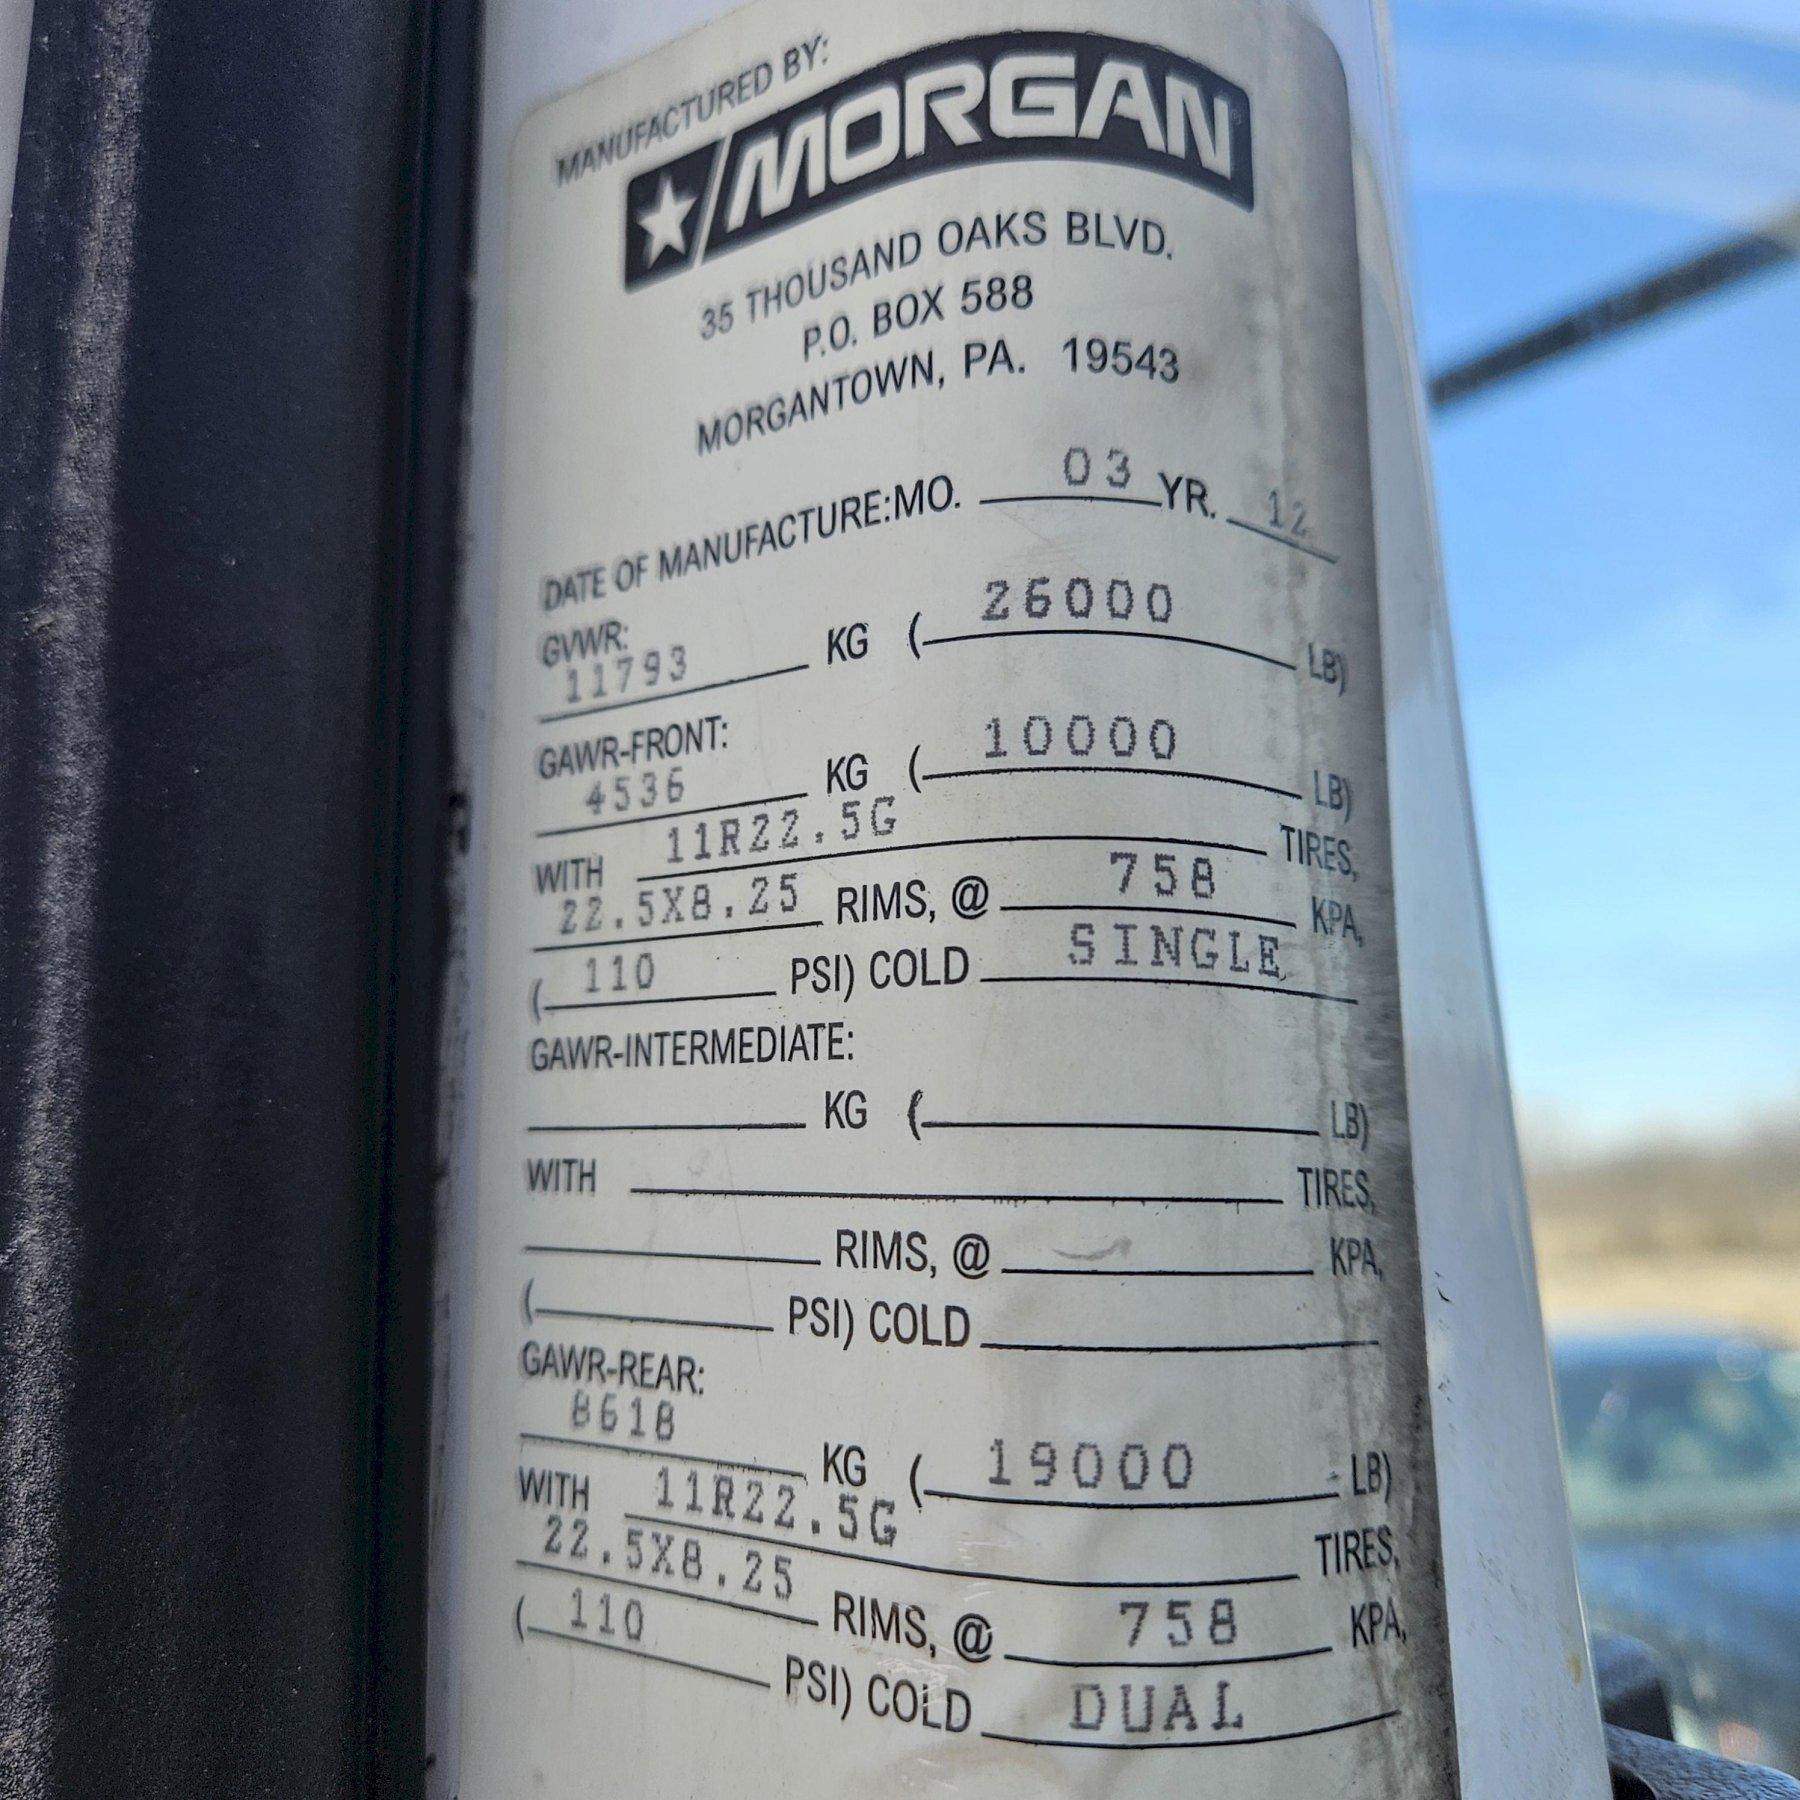 MANUFACTURED BY:
MORGAN®
35 THOUSAND OAKS BLVD.
P.O. BOX 588
MORGANTOWN, PA. 19543
DATE OF MANUFACTURE:MO. 03 YR. 12
GVWR:
11793 KG ( 26000 LB)
GAWR-FRONT:
4536 KG ( 10000 LB)
WITH 11R22.5G TIRES,
22.5X8.25 RIMS, @ 758 KPA,
( 110 PSI) COLD SINGLE
GAWR-INTERMEDIATE:
KG ( LB)
WITH TIRES,
RIMS, @ KPA,
( PSI) COLD
GAWR-REAR:
8618 KG ( 19000 LB)
WITH 11R22.5G TIRES,
22.5X8.25 RIMS, @ 758 KPA,
( 110 PSI) COLD DUAL